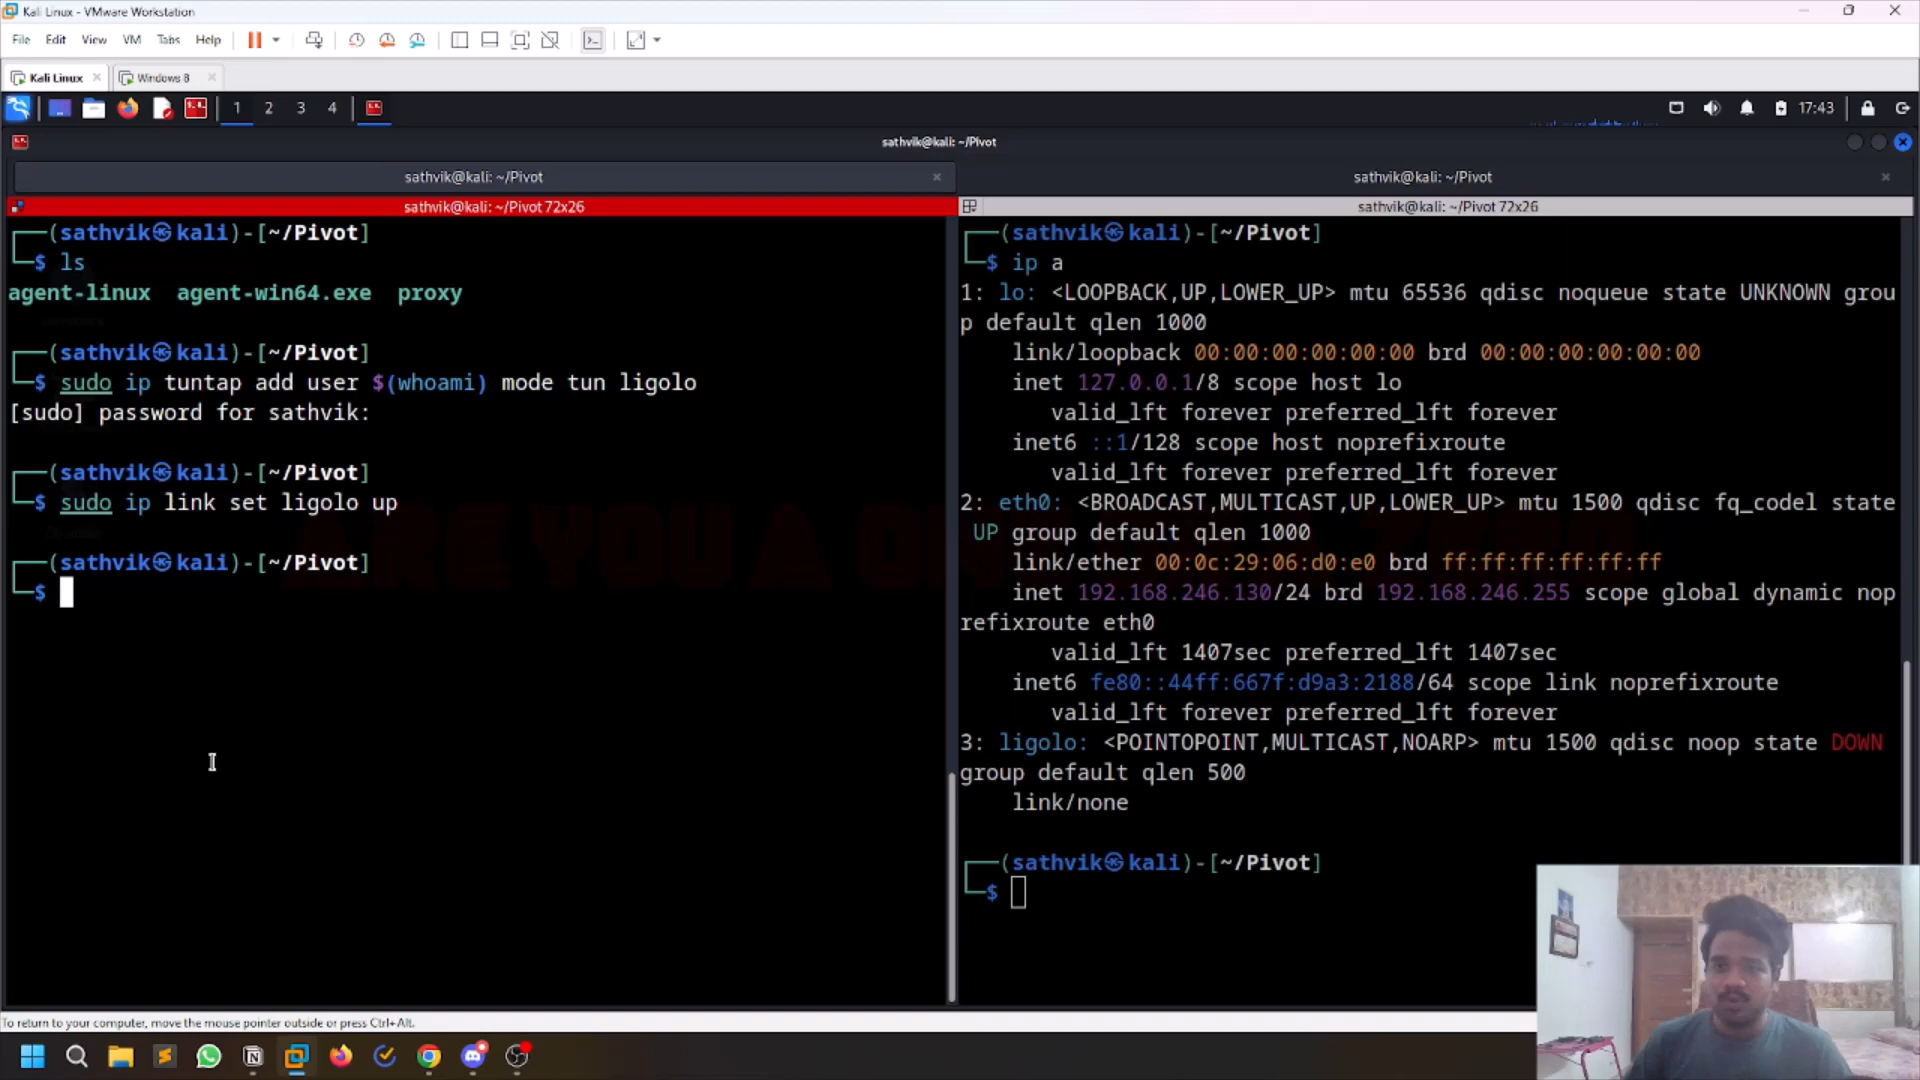 Kali Linux - VMware Workstation
File Edit View VM Tabs Help
Kali Linux
Windows 8
1 2 3 4
17:43
sathvik@kali: ~/Pivot
sathvik@kali: ~/Pivot
sathvik@kali: ~/Pivot
sathvik@kali: ~/Pivot 72x26
┌──(sathvik㉿kali)-[~/Pivot]
└─$ ls
agent-linux agent-win64.exe proxy
┌──(sathvik㉿kali)-[~/Pivot]
└─$ sudo ip tuntap add user $(whoami) mode tun ligolo
[sudo] password for sathvik:
┌──(sathvik㉿kali)-[~/Pivot]
└─$ sudo ip link set ligolo up
┌──(sathvik㉿kali)-[~/Pivot]
└─$
sathvik@kali: ~/Pivot 72x26
┌──(sathvik㉿kali)-[~/Pivot]
└─$ ip a
1: lo: <LOOPBACK,UP,LOWER_UP> mtu 65536 qdisc noqueue state UNKNOWN grou
p default qlen 1000
link/loopback 00:00:00:00:00:00 brd 00:00:00:00:00:00
inet 127.0.0.1/8 scope host lo
valid_lft forever preferred_lft forever
inet6 ::1/128 scope host noprefixroute
valid_lft forever preferred_lft forever
2: eth0: <BROADCAST,MULTICAST,UP,LOWER_UP> mtu 1500 qdisc fq_codel state
UP group default qlen 1000
link/ether 00:0c:29:06:d0:e0 brd ff:ff:ff:ff:ff:ff
inet 192.168.246.130/24 brd 192.168.246.255 scope global dynamic nop
refixroute eth0
valid_lft 1407sec preferred_lft 1407sec
inet6 fe80::44ff:667f:d9a3:2188/64 scope link noprefixroute
valid_lft forever preferred_lft forever
3: ligolo: <POINTOPOINT,MULTICAST,NOARP> mtu 1500 qdisc noop state DOWN
group default qlen 500
link/none
┌──(sathvik㉿kali)-[~/Pivot]
└─$
ARE YOU A
To return to your computer, move the mouse pointer outside or press Ctrl+Alt.